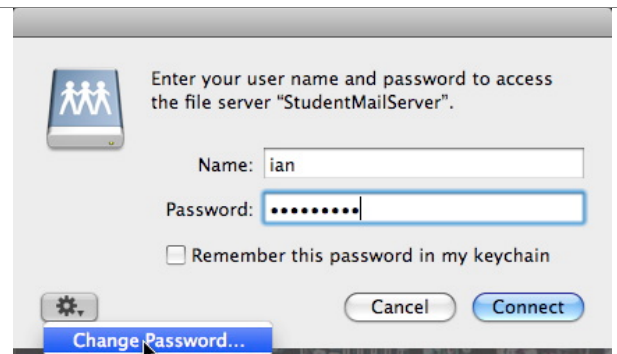 Enter your user name and password to access
the file server “StudentMailServer”.
Name: ian
Password: •••••••••
Remember this password in my keychain
Cancel Connect
Change Password...